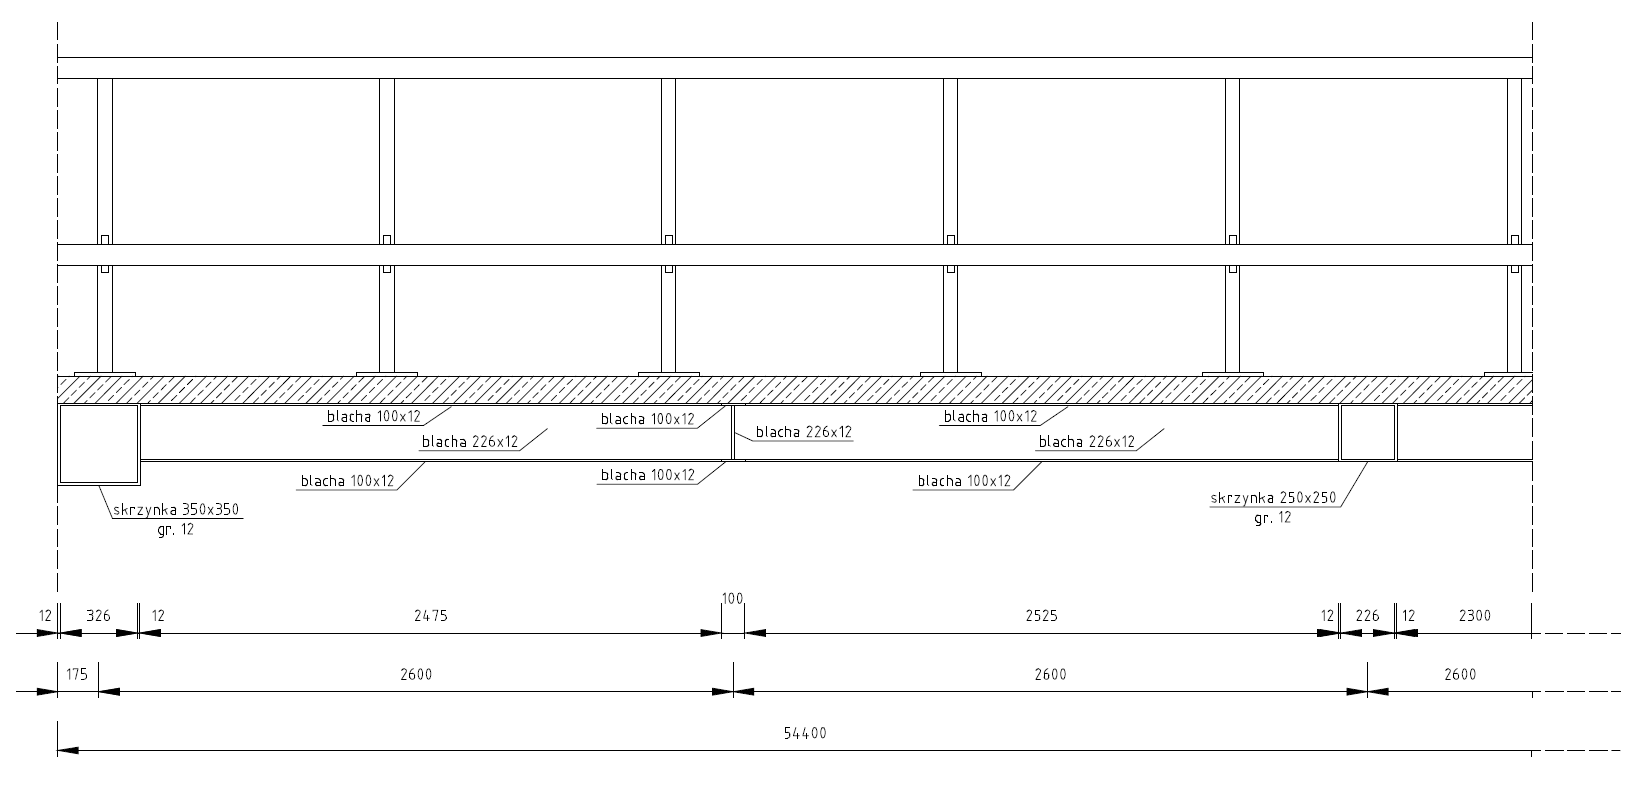 blacha 100x12
blacha 100x12
blacha 100x12
blacha 226x12
blacha 226x12
blacha 226x12
blacha 100x12
blacha 100x12
blacha 100x12
skrzynka 350x350
gr. 12
skrzynka 250x250
gr. 12
12
326
12
2475
100
2525
12
226
12
2300
175
2600
2600
2600
54400